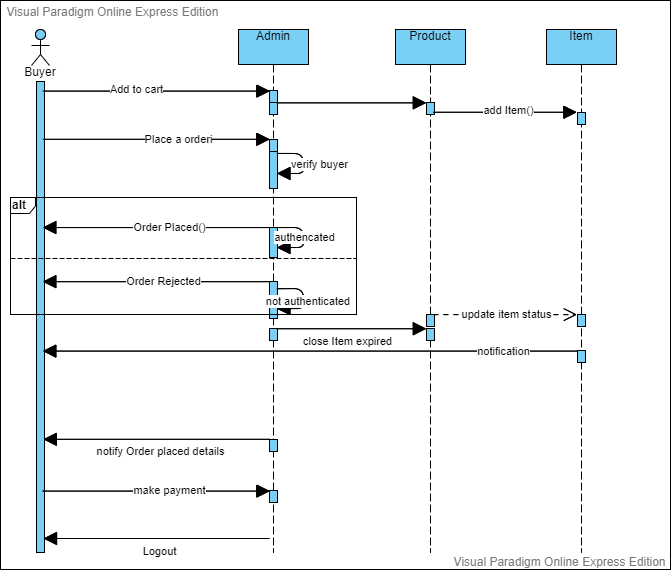 Visual Paradigm Online Express Edition
Admin
Product
Item
Buyer
Add to cart
add Item()
Place a orderi
verify buyer
alt
Order Placed()
authencated
Order Rejected
not authenticated
update item status
close Item expired
notification
notify Order placed details
make payment
Logout
Visual Paradigm Online Express Edition